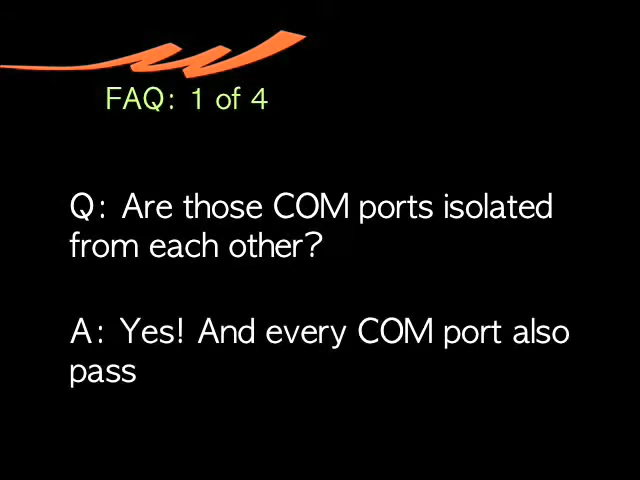 FAQ: 1 of 4
Q: Are those COM ports isolated
from each other?
A: Yes! And every COM port also
pass